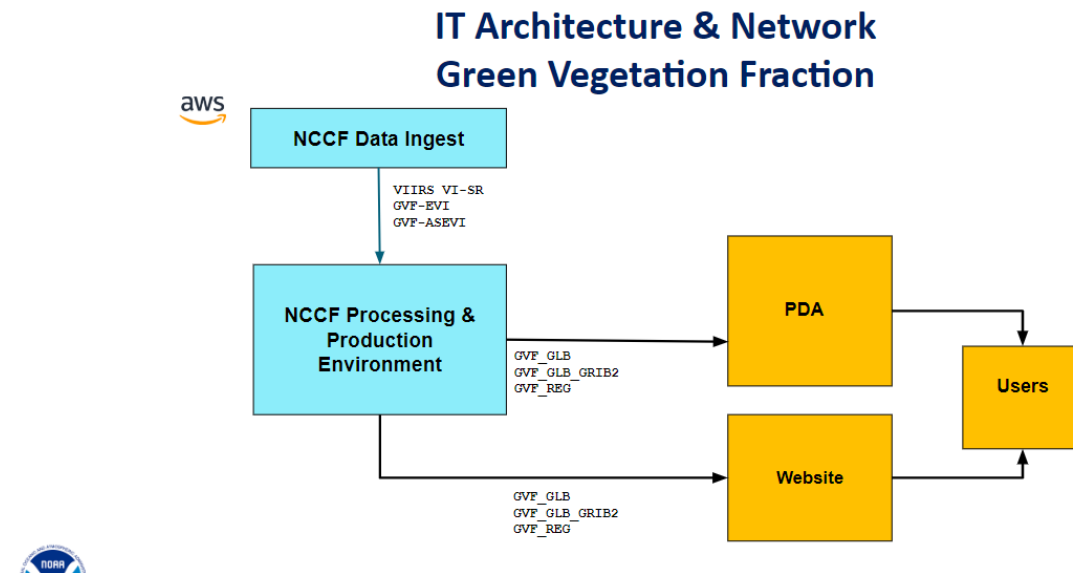 IT Architecture & Network
Green Vegetation Fraction
aws
NCCF Data Ingest
VIIRS VI-SR
GVF-EVI
GVF-ASEVI
NCCF Processing &
Production
Environment
GVF_GLB
GVF_GLB_GRIB2
GVF_REG
PDA
Users
Website
GVF_GLB
GVF_GLB_GRIB2
GVF_REG
NOAA